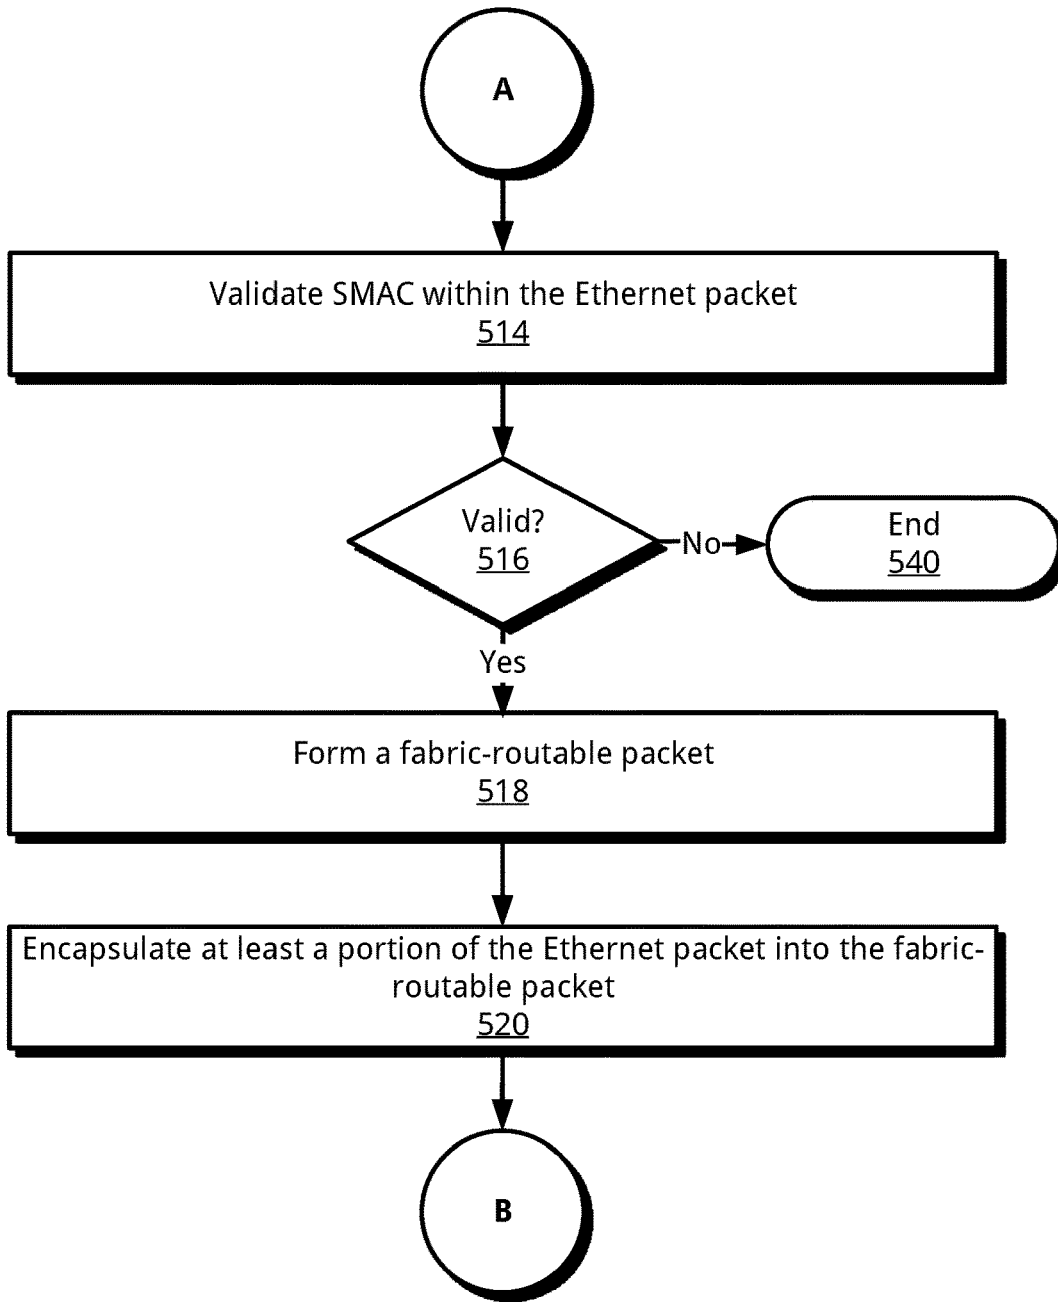 A
Validate SMAC within the Ethernet packet
514
Valid?
516
No
End
540
Yes
Form a fabric-routable packet
518
Encapsulate at least a portion of the Ethernet packet into the fabric-
routable packet
520
B